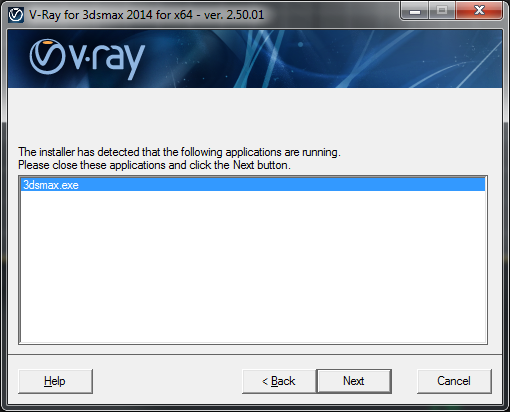 V-Ray for 3dsmax 2014 for x64 - ver. 2.50.01
v·ray
The installer has detected that the following applications are running.
Please close these applications and click the Next button.
3dsmax.exe
Help
< Back
Next
Cancel